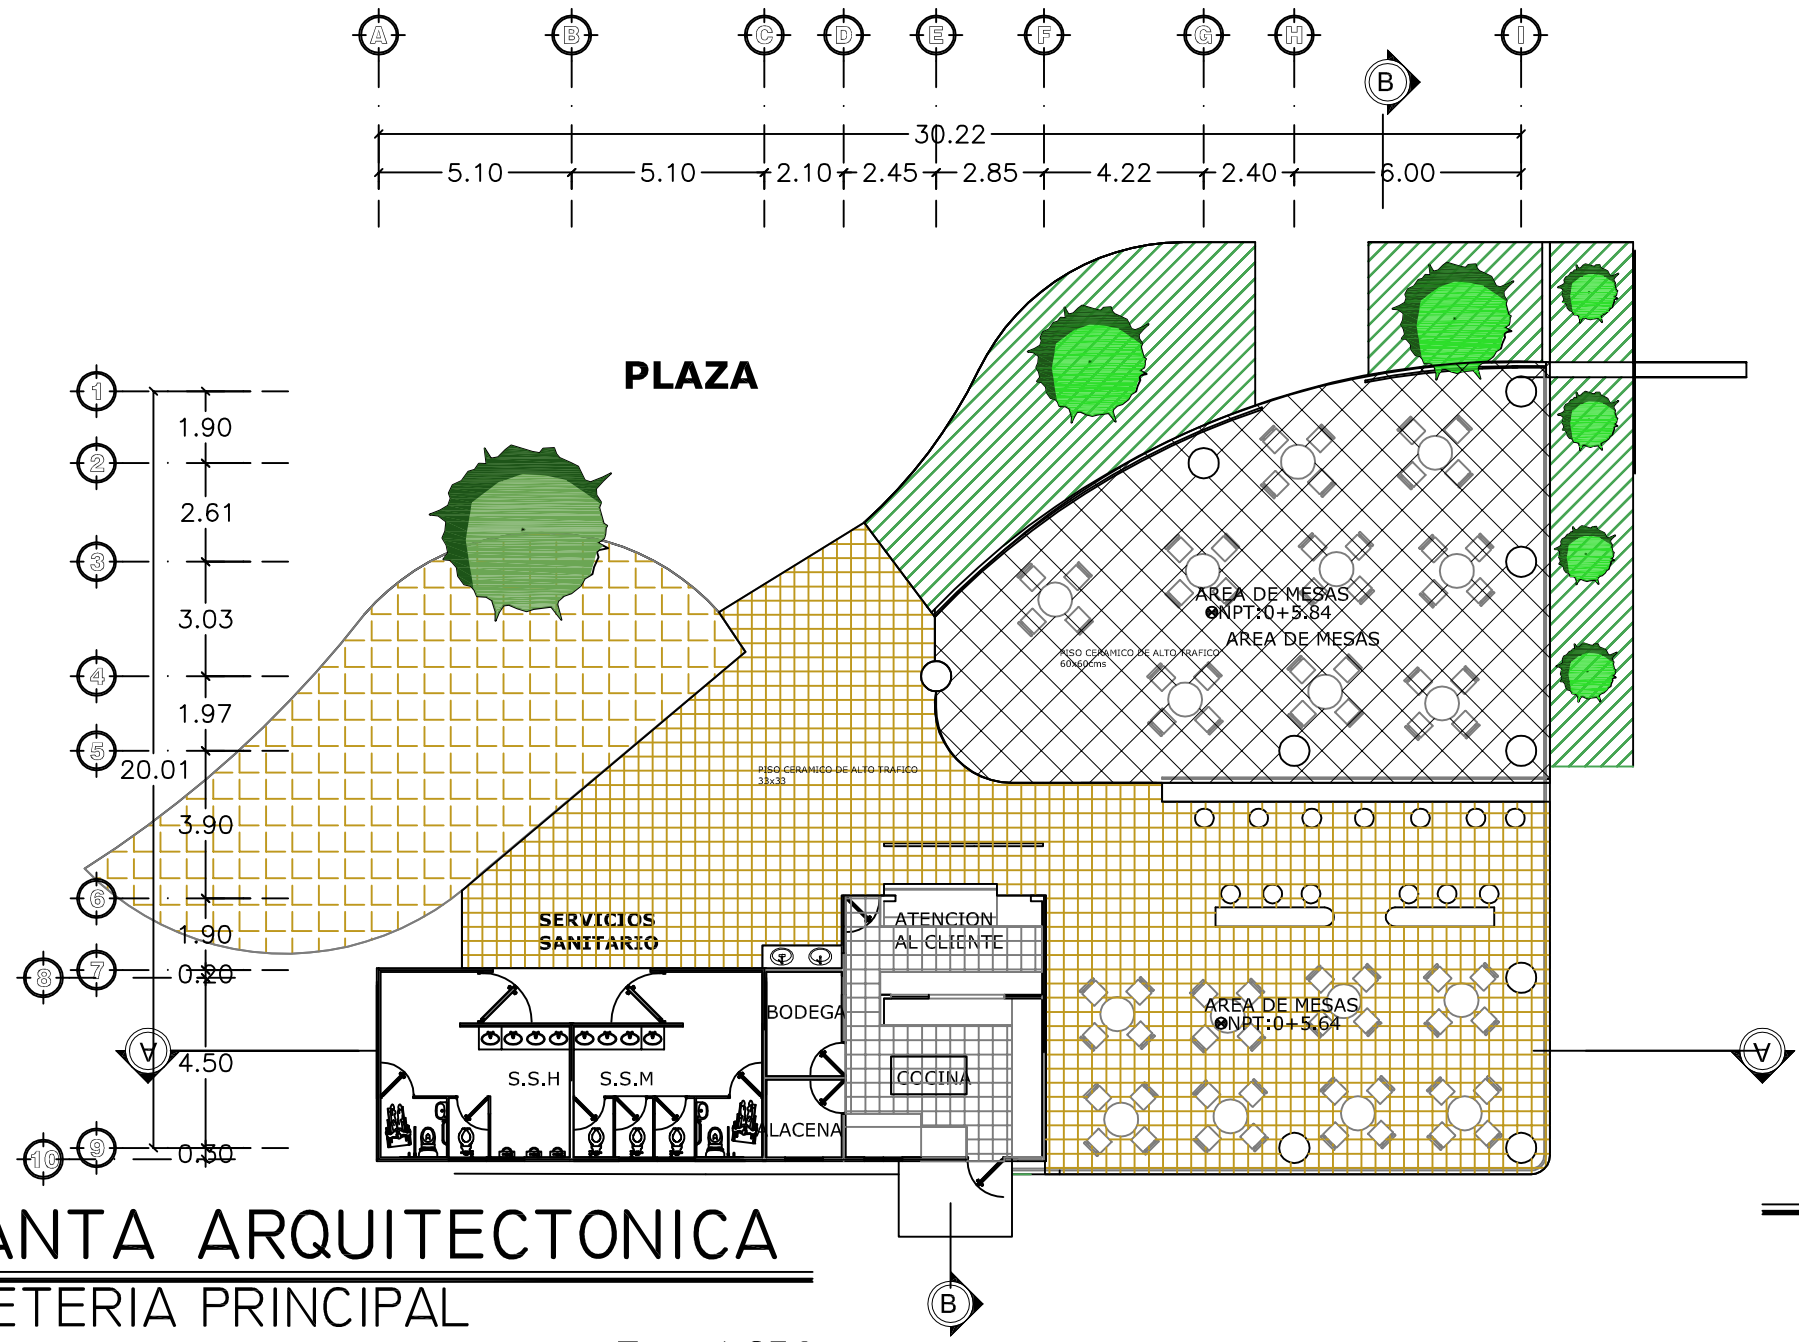 A B C D E F G H I
B
30.22
5.10 5.10 2.10 2.45 2.85 4.22 2.40 6.00
PLAZA
1
1.90
2
2.61
3
3.03
4
1.97
5
20.01
3.90
6
1.90
7
8
0.20
4.50
9
10
0.30
AREA DE MESAS
NPT:0+5.84
AREA DE MESAS
PISO CERAMICO DE ALTO TRAFICO
60x60cms
PISO CERAMICO DE ALTO TRAFICO
33x33
SERVICIOS
SANITARIO
ATENCION
AL CLIENTE
BODEGA
AREA DE MESAS
NPT:0+5.64
A
A
S.S.H
S.S.M
COCINA
ALACENA
ANTA ARQUITECTONICA
ETERIA PRINCIPAL
B